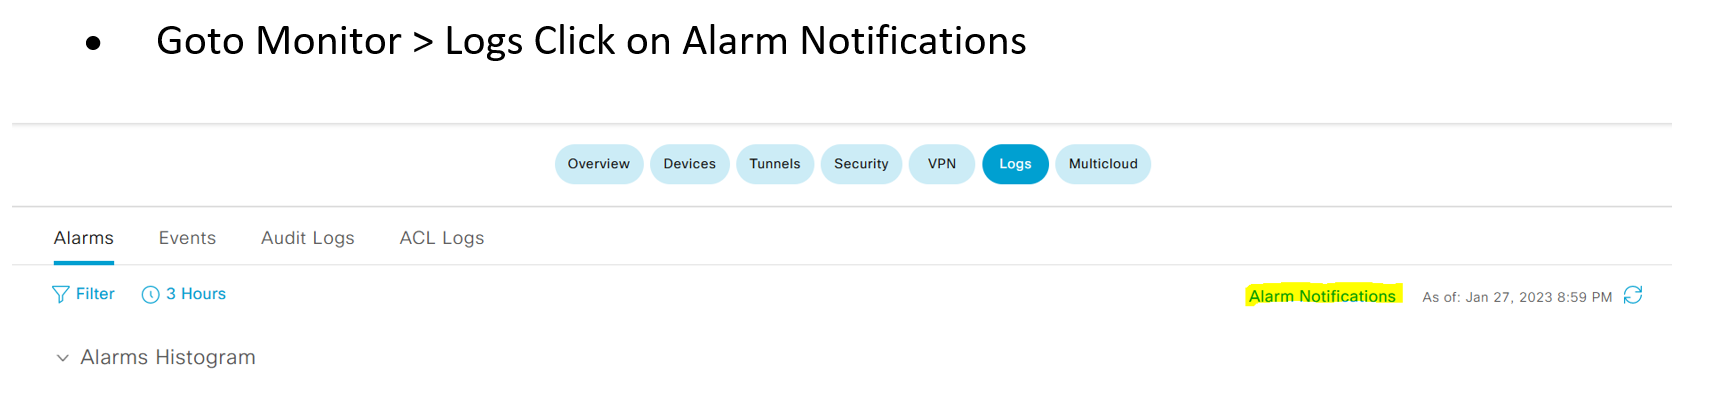 • Goto Monitor > Logs Click on Alarm Notifications
Overview Devices Tunnels Security VPN Logs Multicloud
Alarms Events Audit Logs ACL Logs
Filter 3 Hours Alarm Notifications As of: Jan 27, 2023 8:59 PM
Alarms Histogram